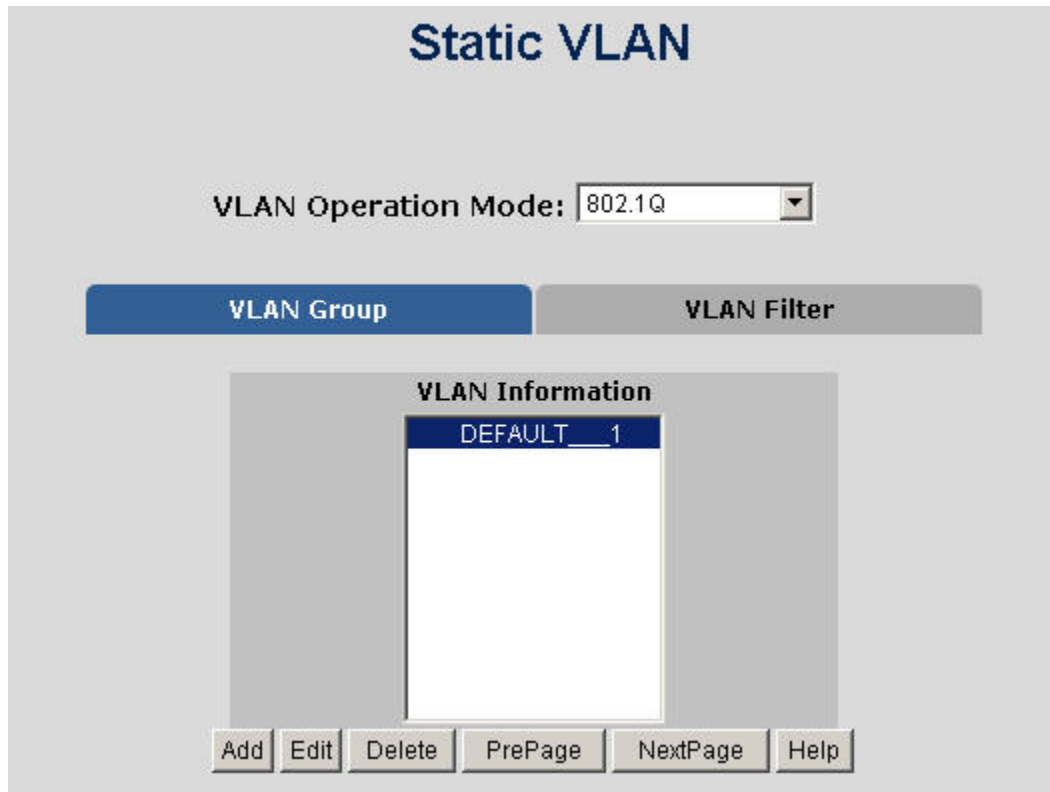 Static VLAN
VLAN Operation Mode: 802.1Q
VLAN Group VLAN Filter
VLAN Information
DEFAULT___1
Add Edit Delete PrePage NextPage Help